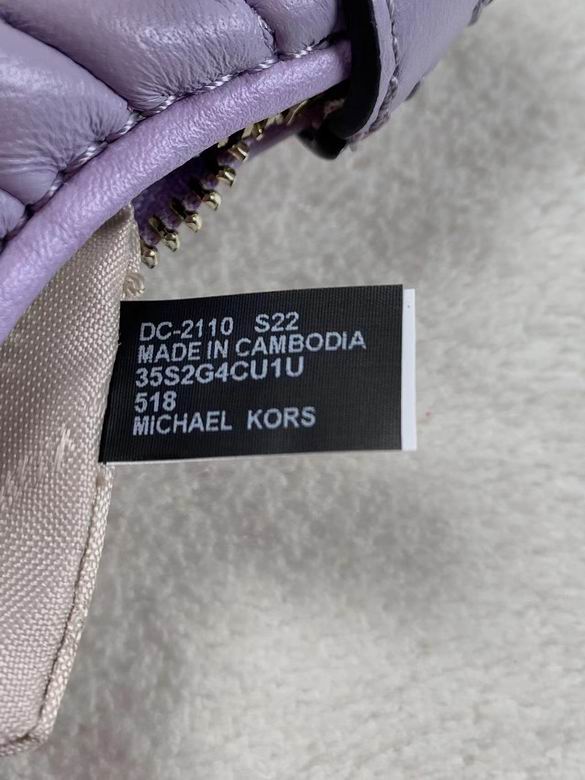 DC-2110 S22
MADE IN CAMBODIA
35S2G4CU1U
518
MICHAEL KORS